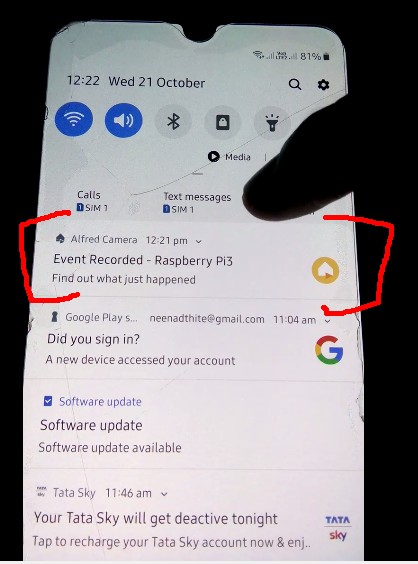 81%
12:22 Wed 21 October
Media
Calls
1 SIM 1
Text messages
1 SIM 1
Alfred Camera 12:21 pm
Event Recorded - Raspberry Pi3
Find out what just happened
Google Play s... neenadthite@gmail.com 11:04 am
Did you sign in?
A new device accessed your account
Software update
Software update
Software update available
Tata Sky 11:46 am
Your Tata Sky will get deactive tonight
Tap to recharge your Tata Sky account now & enj..
TATA
sky